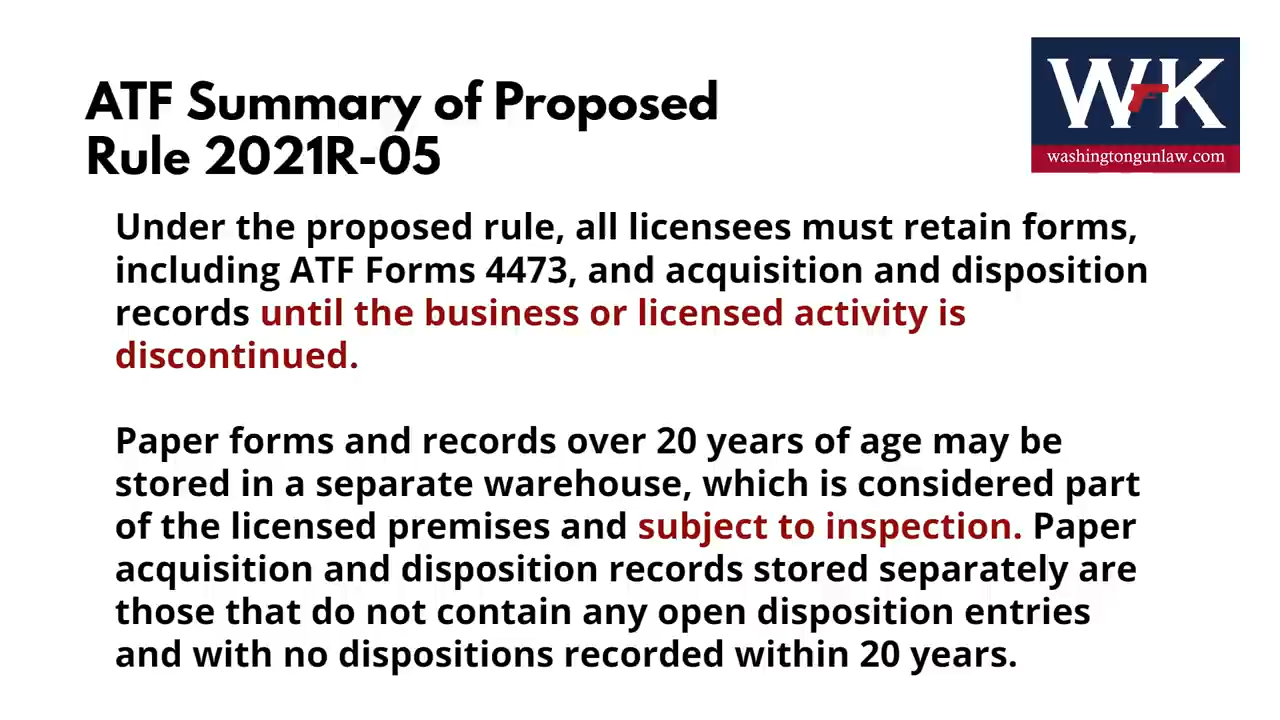 ATF Summary of Proposed
Rule 2021R-05
WK
washingtongunlaw.com
Under the proposed rule, all licensees must retain forms,
including ATF Forms 4473, and acquisition and disposition
records until the business or licensed activity is
discontinued.
Paper forms and records over 20 years of age may be
stored in a separate warehouse, which is considered part
of the licensed premises and subject to inspection. Paper
acquisition and disposition records stored separately are
those that do not contain any open disposition entries
and with no dispositions recorded within 20 years.